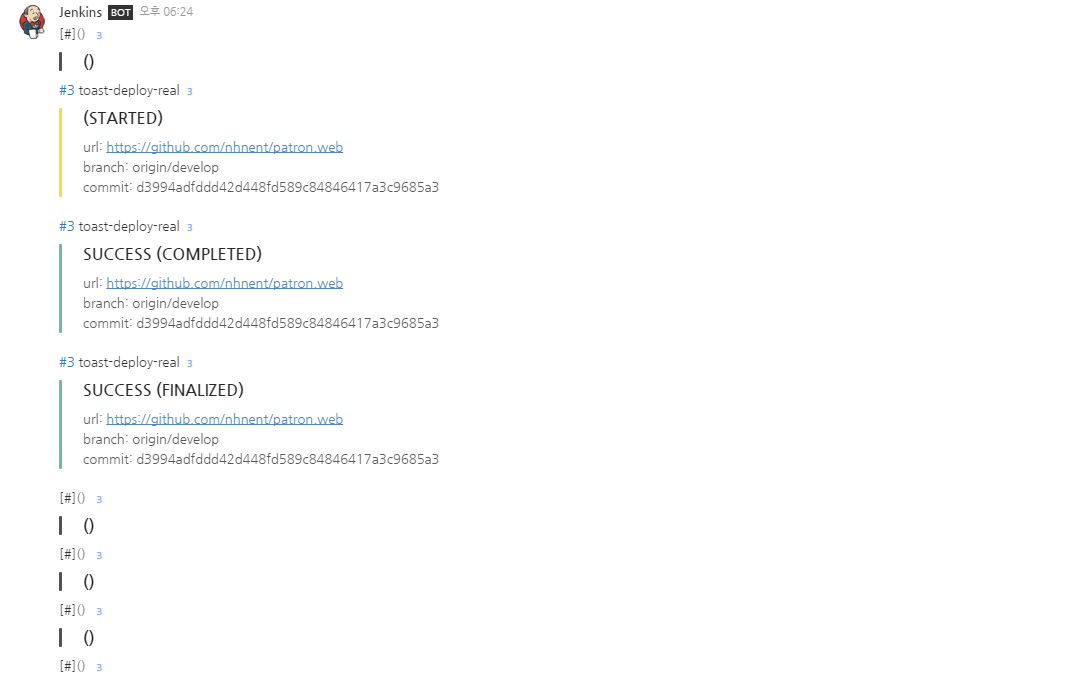 Jenkins BOT 오후 06:24
[#]() 3
()
#3 toast-deploy-real 3
(STARTED)
url: https://github.com/nhnent/patron.web
branch: origin/develop
commit: d3994adfddd42d448fd589c84846417a3c9685a3
#3 toast-deploy-real 3
SUCCESS (COMPLETED)
url: https://github.com/nhnent/patron.web
branch: origin/develop
commit: d3994adfddd42d448fd589c84846417a3c9685a3
#3 toast-deploy-real 3
SUCCESS (FINALIZED)
url: https://github.com/nhnent/patron.web
branch: origin/develop
commit: d3994adfddd42d448fd589c84846417a3c9685a3
[#]() 3
()
[#]() 3
()
[#]() 3
()
[#]() 3